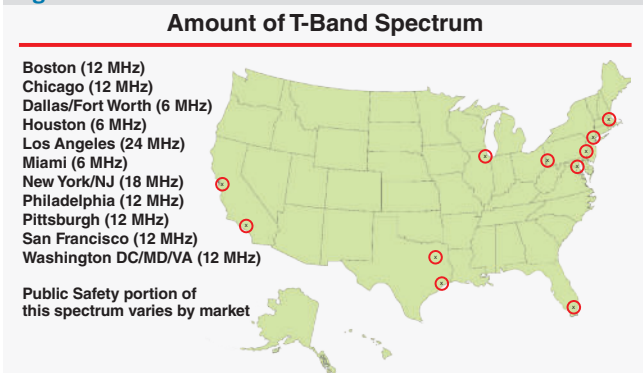 Amount of T-Band Spectrum
Boston (12 MHz)
Chicago (12 MHz)
Dallas/Fort Worth (6 MHz)
Houston (6 MHz)
Los Angeles (24 MHz)
Miami (6 MHz)
New York/NJ (18 MHz)
Philadelphia (12 MHz)
Pittsburgh (12 MHz)
San Francisco (12 MHz)
Washington DC/MD/VA (12 MHz)
Public Safety portion of
this spectrum varies by market